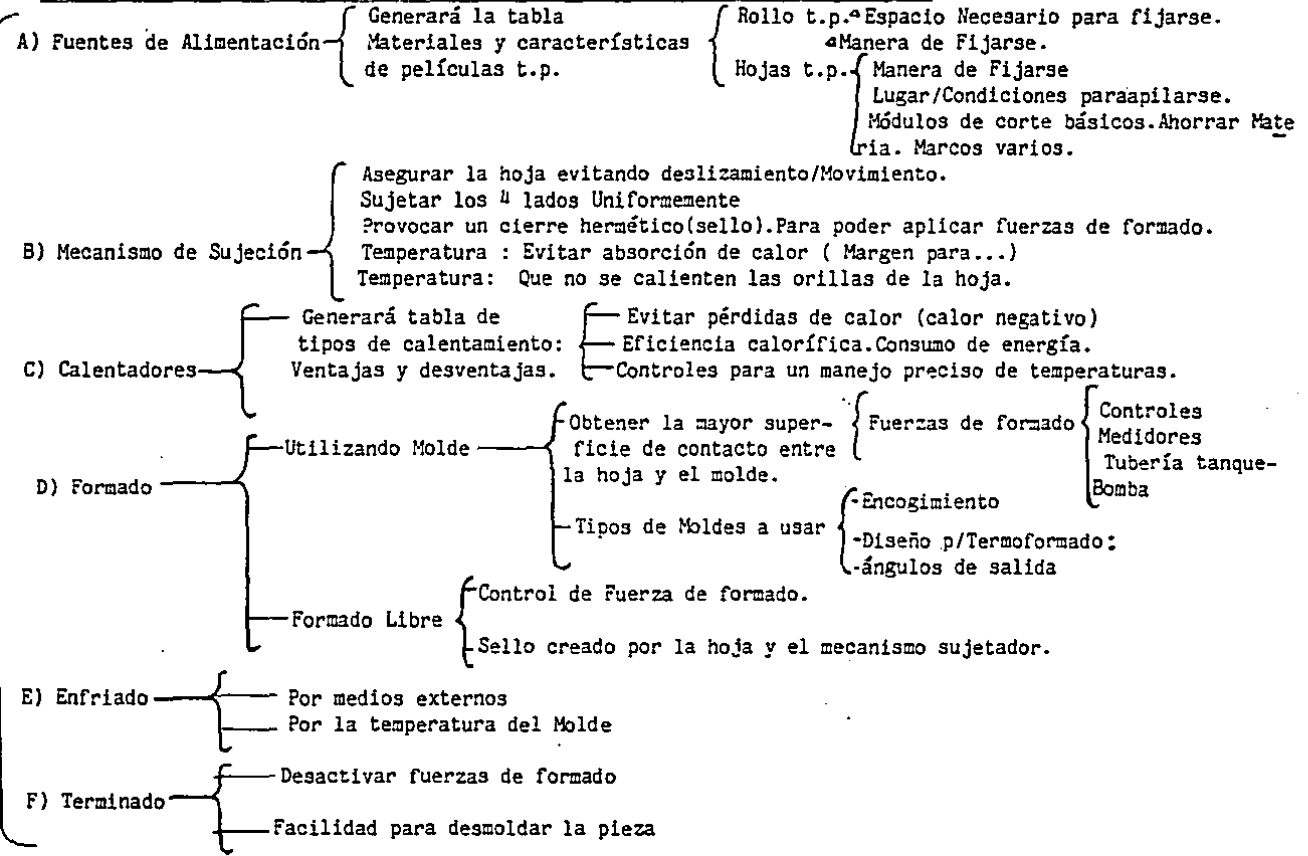 A) Fuentes de Alimentación
Generará la tabla
Materiales y características
de películas t.p.
Rollo t.p. Espacio Necesario para fijarse.
Manera de Fijarse.
Hojas t.p. Manera de Fijarse
Lugar/Condiciones paraapilarse.
Módulos de corte básicos.Ahorrar Mate
ria. Marcos varios.
B) Mecanismo de Sujeción
Asegurar la hoja evitando deslizamiento/Movimiento.
Sujetar los 4 lados Uniformemente
Provocar un cierre hermético(sello).Para poder aplicar fuerzas de formado.
Temperatura : Evitar absorción de calor ( Margen para...)
Temperatura: Que no se calienten las orillas de la hoja.
C) Calentadores
Generará tabla de
tipos de calentamiento:
Ventajas y desventajas.
Evitar pérdidas de calor (calor negativo)
Eficiencia calorífica.Consumo de energía.
Controles para un manejo preciso de temperaturas.
D) Formado
Utilizando Molde
Obtener la mayor super-
ficie de contacto entre
la hoja y el molde.
Fuerzas de formado
Controles
Medidores
Tubería tanque-
Bomba
Tipos de Moldes a usar
-Encogimiento
-Diseño p/Termoformado:
-ángulos de salida
Formado Libre
Control de Fuerza de formado.
Sello creado por la hoja y el mecanismo sujetador.
E) Enfriado
Por medios externos
Por la temperatura del Molde
F) Terminado
Desactivar fuerzas de formado
Facilidad para desmoldar la pieza